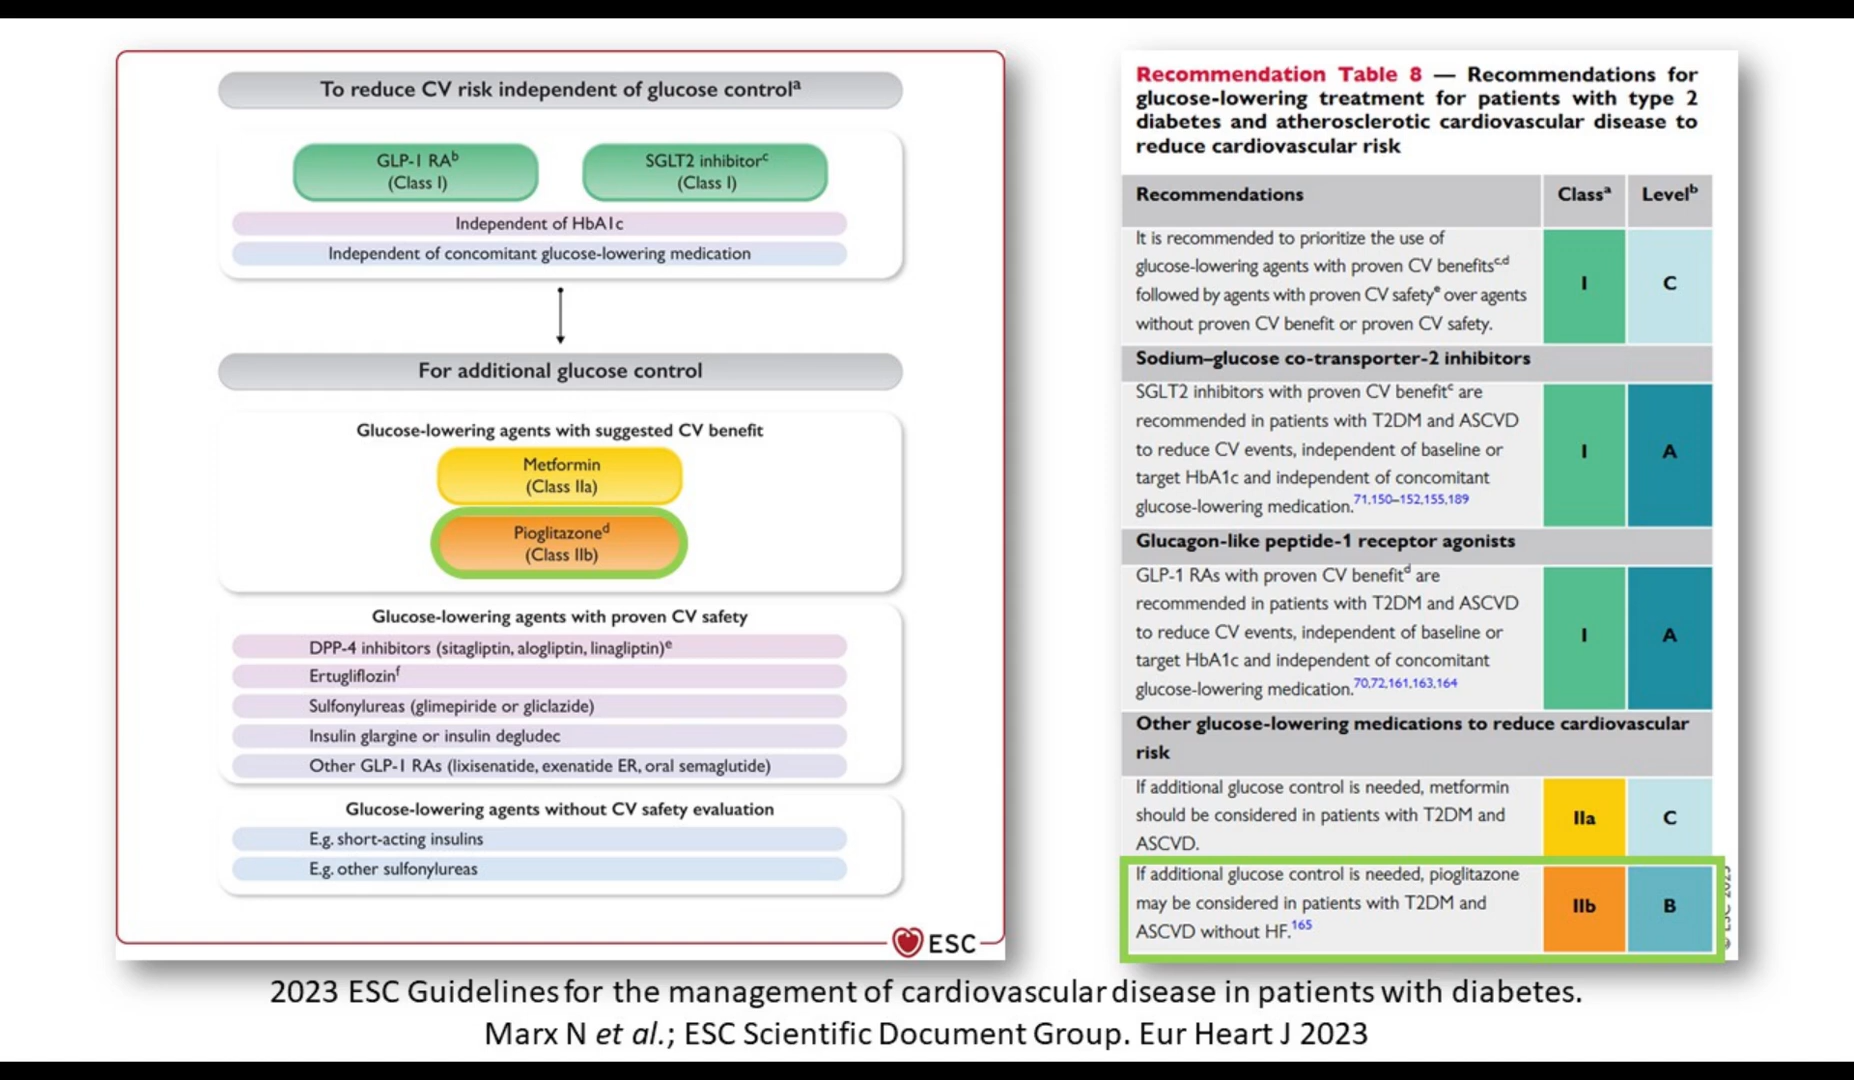 To reduce CV risk independent of glucose controlᵃ
GLP-1 RAᵇ
(Class I)
SGLT2 inhibitorᶜ
(Class I)
Independent of HbA1c
Independent of concomitant glucose-lowering medication
For additional glucose control
Glucose-lowering agents with suggested CV benefit
Metformin
(Class IIa)
Pioglitazoneᵈ
(Class IIb)
Glucose-lowering agents with proven CV safety
DPP-4 inhibitors (sitagliptin, alogliptin, linagliptin)ᵉ
Ertugliflozinᶠ
Sulfonylureas (glimepiride or gliclazide)
Insulin glargine or insulin degludec
Other GLP-1 RAs (lixisenatide, exenatide ER, oral semaglutide)
Glucose-lowering agents without CV safety evaluation
E.g. short-acting insulins
E.g. other sulfonylureas
ESC
Recommendation Table 8 — Recommendations for
glucose-lowering treatment for patients with type 2
diabetes and atherosclerotic cardiovascular disease to
reduce cardiovascular risk
Recommendations Classᵃ Levelᵇ
It is recommended to prioritize the use of
glucose-lowering agents with proven CV benefitsᶜ,ᵈ
followed by agents with proven CV safetyᵉ over agents
without proven CV benefit or proven CV safety.
I C
Sodium–glucose co-transporter-2 inhibitors
SGLT2 inhibitors with proven CV benefitᶜ are
recommended in patients with T2DM and ASCVD
to reduce CV events, independent of baseline or
target HbA1c and independent of concomitant
glucose-lowering medication.71,150–152,155,189
I A
Glucagon-like peptide-1 receptor agonists
GLP-1 RAs with proven CV benefitᵈ are
recommended in patients with T2DM and ASCVD
to reduce CV events, independent of baseline or
target HbA1c and independent of concomitant
glucose-lowering medication.70,72,161,163,164
I A
Other glucose-lowering medications to reduce cardiovascular
risk
If additional glucose control is needed, metformin
should be considered in patients with T2DM and
ASCVD.
IIa C
If additional glucose control is needed, pioglitazone
may be considered in patients with T2DM and
ASCVD without HF.165
IIb B
2023 ESC Guidelines for the management of cardiovascular disease in patients with diabetes.
Marx N et al.; ESC Scientific Document Group. Eur Heart J 2023